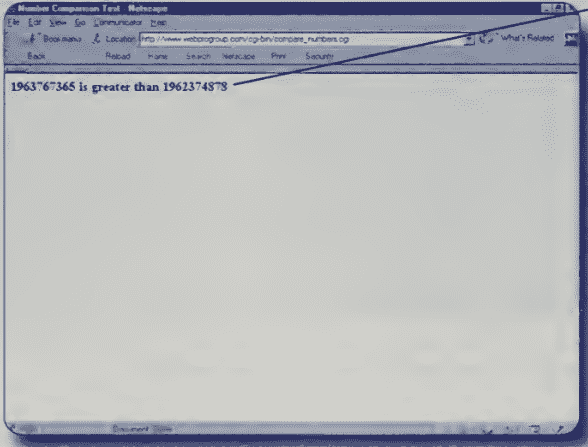 Number Comparison Test - Netscape
File Edit View Go Communicator Help
Bookmarks Location http://www.webprogroup.com/cgi-bin/compare_numbers.cgi What's Related
Back Reload Home Search Netscape Print Security
1963767365 is greater than 1962374878
Document: Done